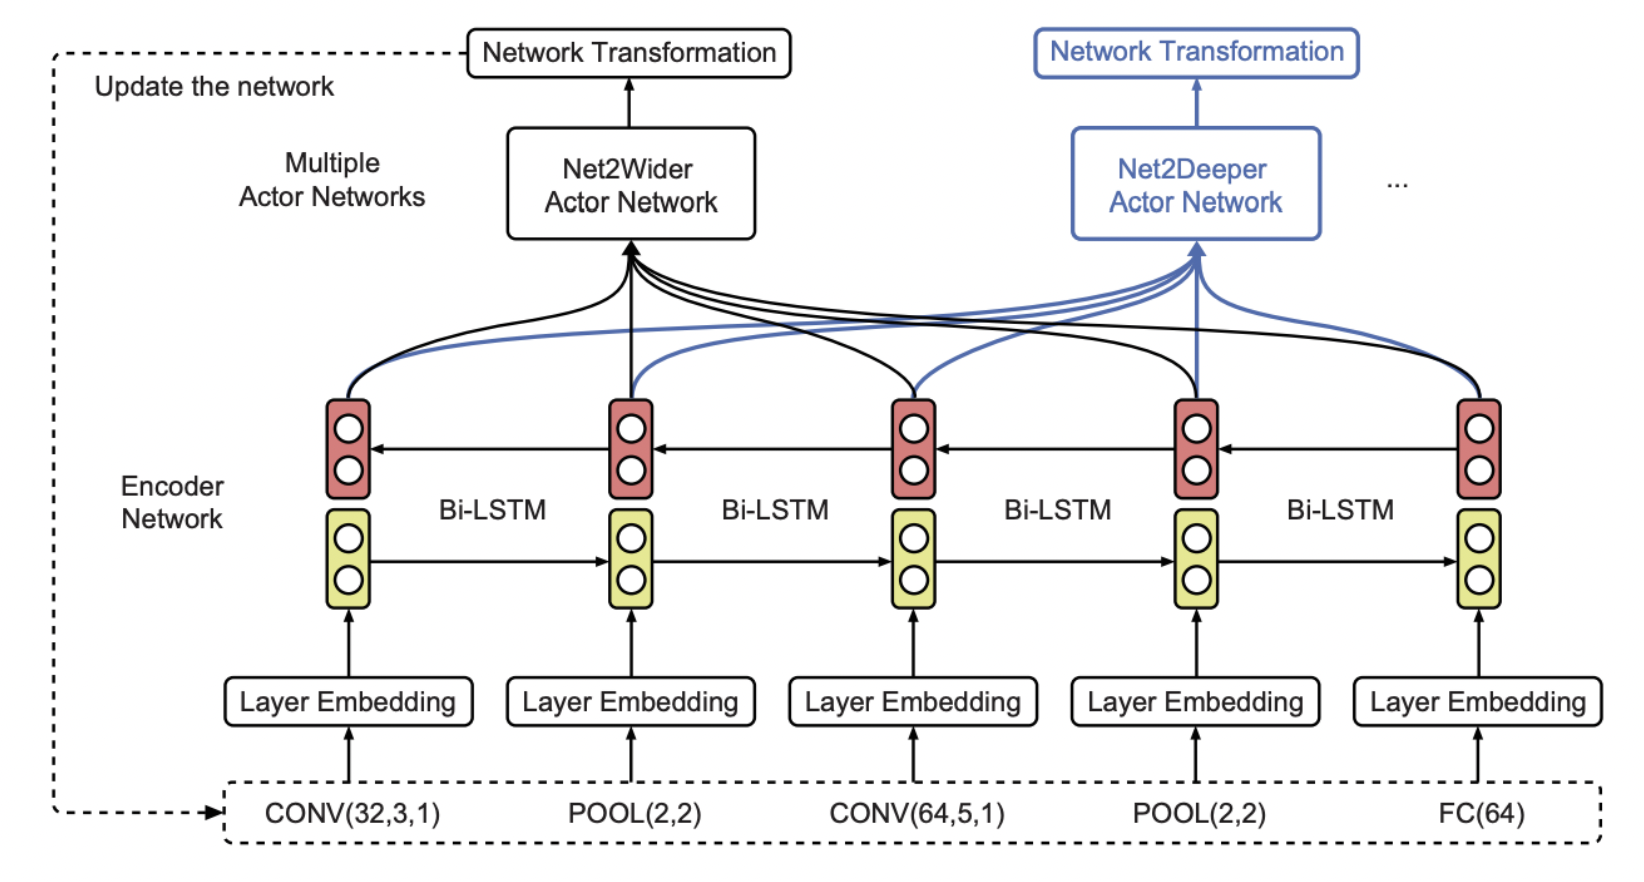 Network Transformation
Network Transformation
Update the network
Multiple
Actor Networks
Net2Wider
Actor Network
Net2Deeper
Actor Network
...
Encoder
Network
Bi-LSTM
Bi-LSTM
Bi-LSTM
Bi-LSTM
Layer Embedding
Layer Embedding
Layer Embedding
Layer Embedding
Layer Embedding
CONV(32,3,1)
POOL(2,2)
CONV(64,5,1)
POOL(2,2)
FC(64)